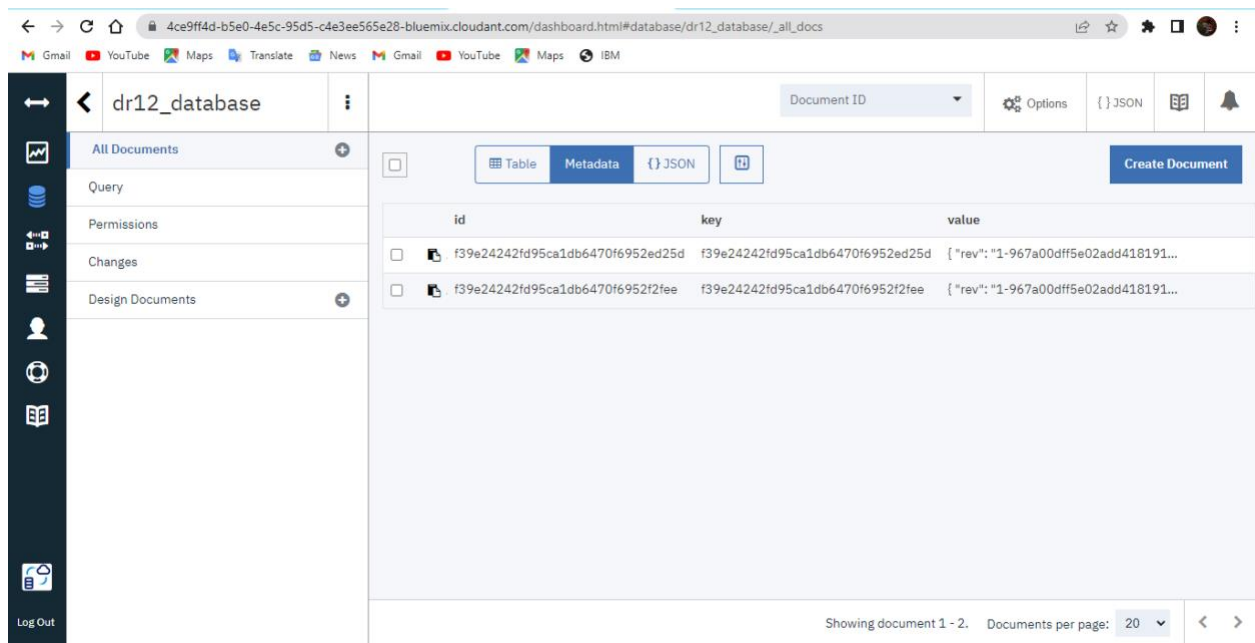 4ce9ff4d-b5e0-4e5c-95d5-c4e3ee565e28-bluemix.cloudant.com/dashboard.html#database/dr12_database/_all_docs
Gmail YouTube Maps Translate News Gmail YouTube Maps IBM
dr12_database
Document ID Options { } JSON
All Documents
Table Metadata {} JSON
Create Document
Query
Permissions
Changes
Design Documents
id key value
f39e24242fd95ca1db6470f6952ed25d f39e24242fd95ca1db6470f6952ed25d { "rev": "1-967a00dff5e02add418191...
f39e24242fd95ca1db6470f6952f2fee f39e24242fd95ca1db6470f6952f2fee { "rev": "1-967a00dff5e02add418191...
Log Out
Showing document 1 - 2. Documents per page: 20